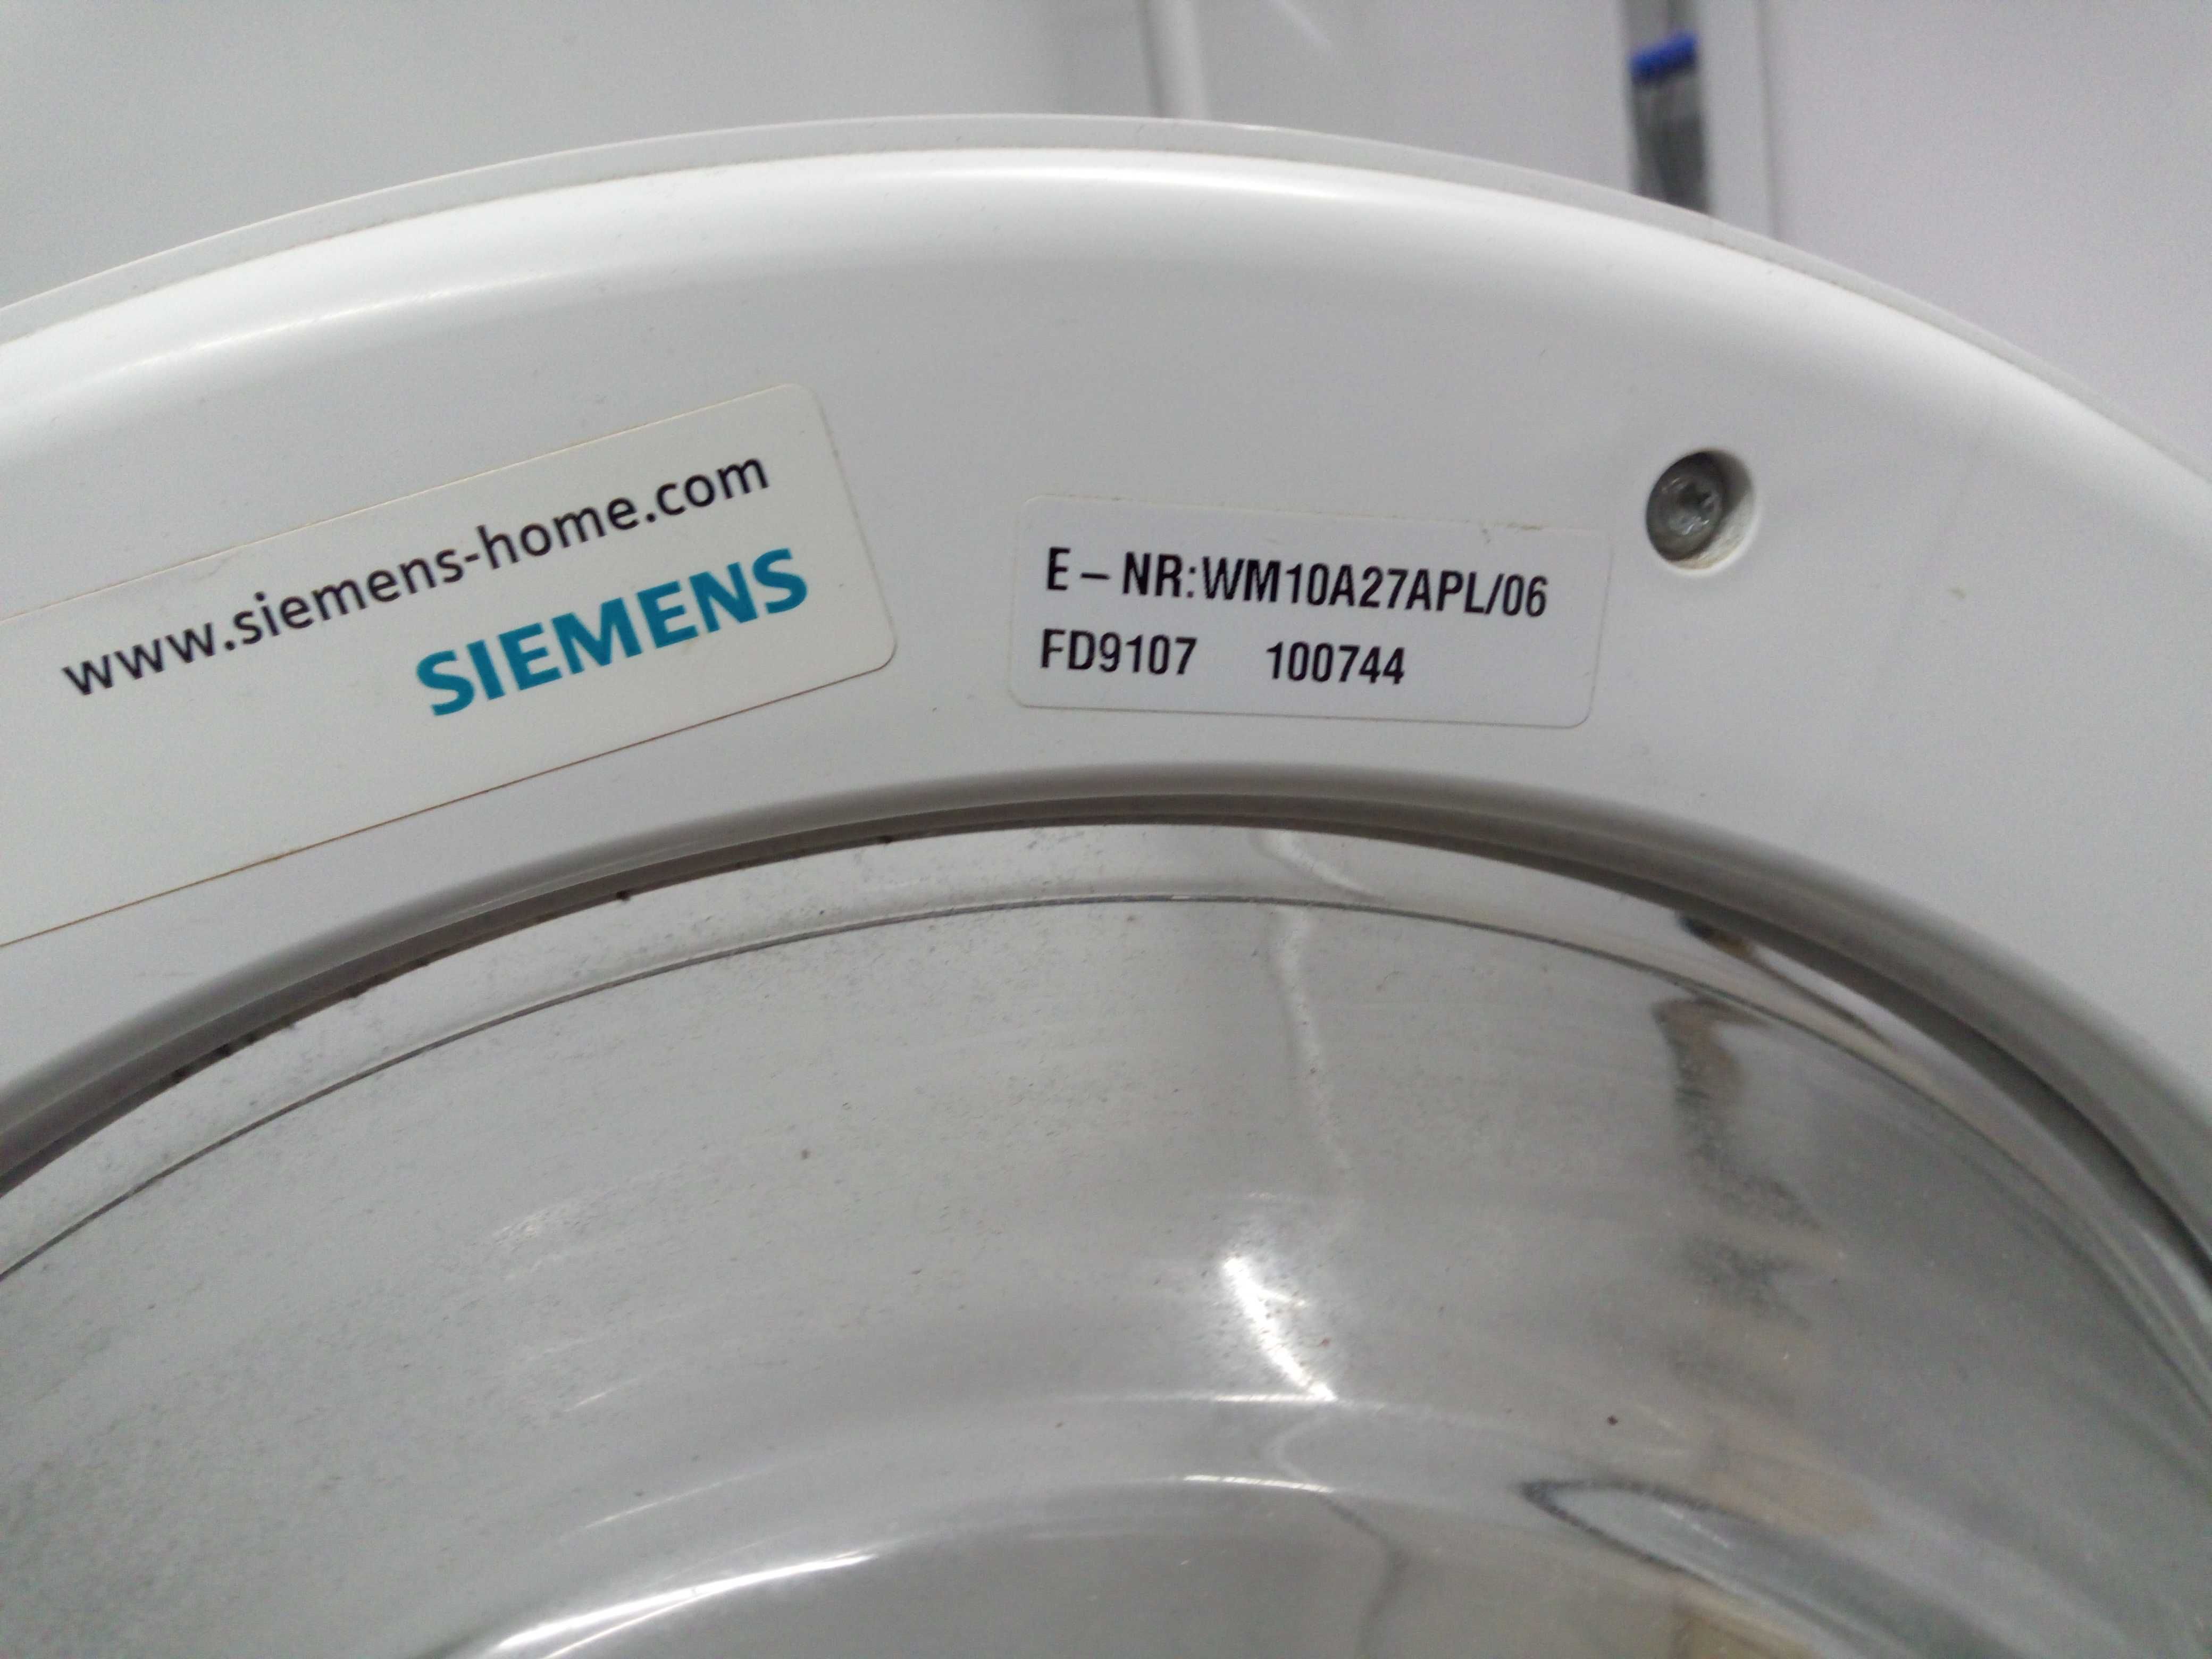 www.siemens-home.com
SIEMENS
E – NR:WM10A27APL/06
FD9107 100744